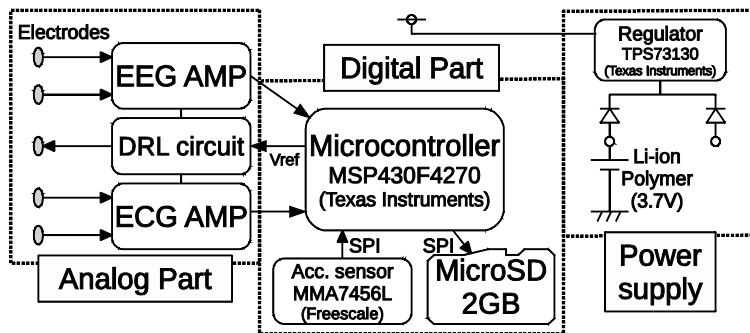 Electrodes
EEG AMP
DRL circuit
ECG AMP
Analog Part
Digital Part
Vref
Microcontroller
MSP430F4270
(Texas Instruments)
SPI
SPI
Acc. sensor
MMA7456L
(Freescale)
MicroSD
2GB
Regulator
TPS73130
(Texas Instruments)
Li-ion
Polymer
(3.7V)
Power
supply